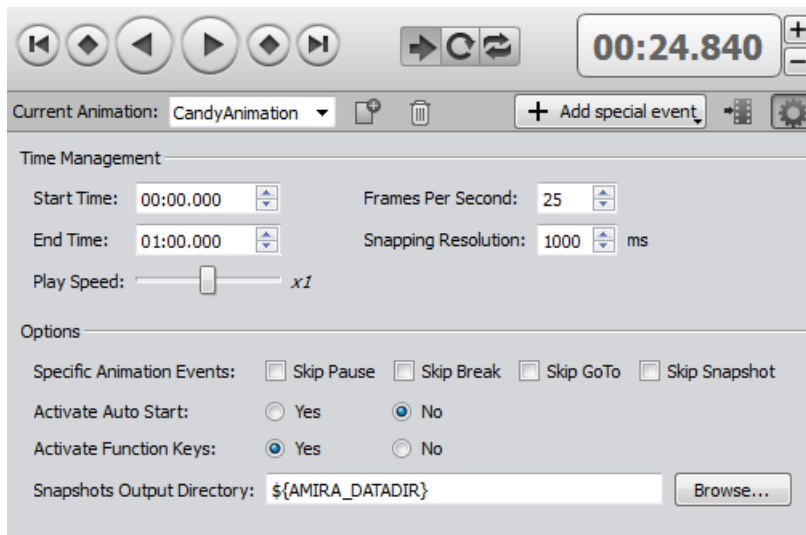 00:24.840
+
−
Current Animation: CandyAnimation + Add special event
Time Management
Start Time: 00:00.000 Frames Per Second: 25
End Time: 01:00.000 Snapping Resolution: 1000 ms
Play Speed: x1
Options
Specific Animation Events: Skip Pause Skip Break Skip GoTo Skip Snapshot
Activate Auto Start: Yes No
Activate Function Keys: Yes No
Snapshots Output Directory: ${AMIRA_DATADIR} Browse...